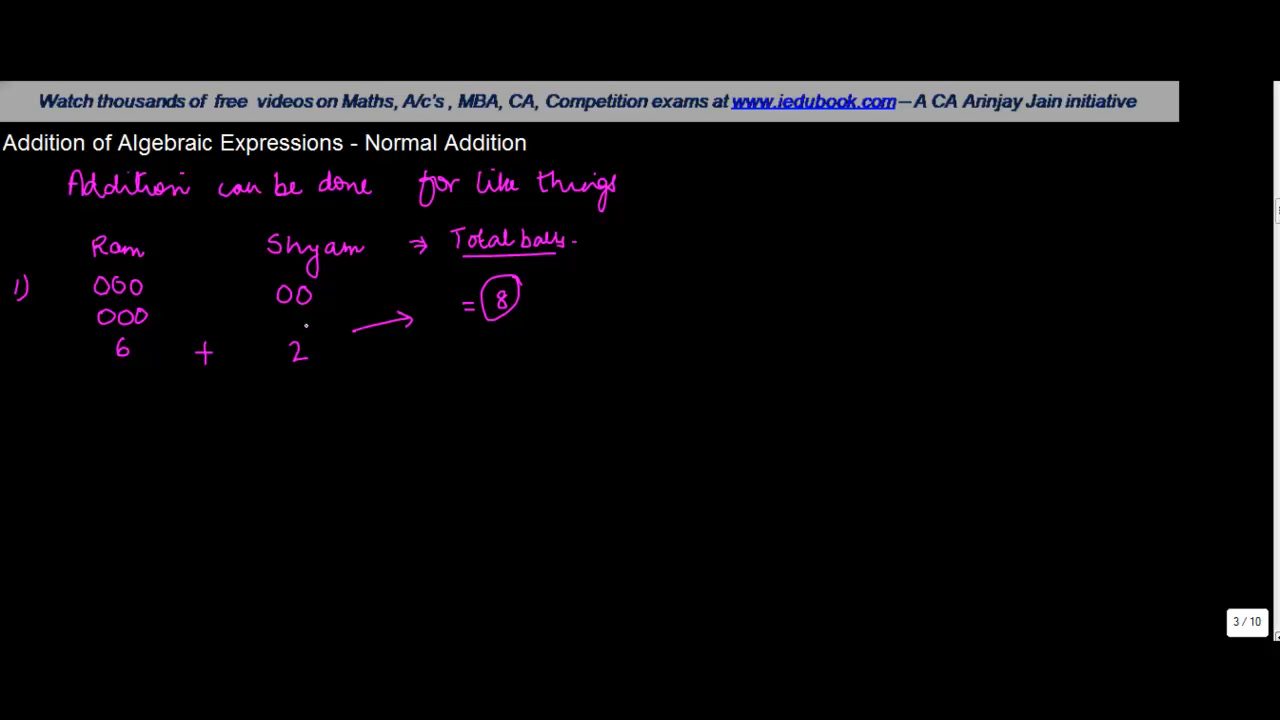 Watch thousands of free videos on Maths, A/c's , MBA, CA, Competition exams at www.iedubook.com – A CA Arinjay Jain initiative
Addition of Algebraic Expressions - Normal Addition
Addition can be done for like things
Ram Shyam ⇒ Total balls.
1) 000 00 = 8
000
6 + 2 →
3 / 10